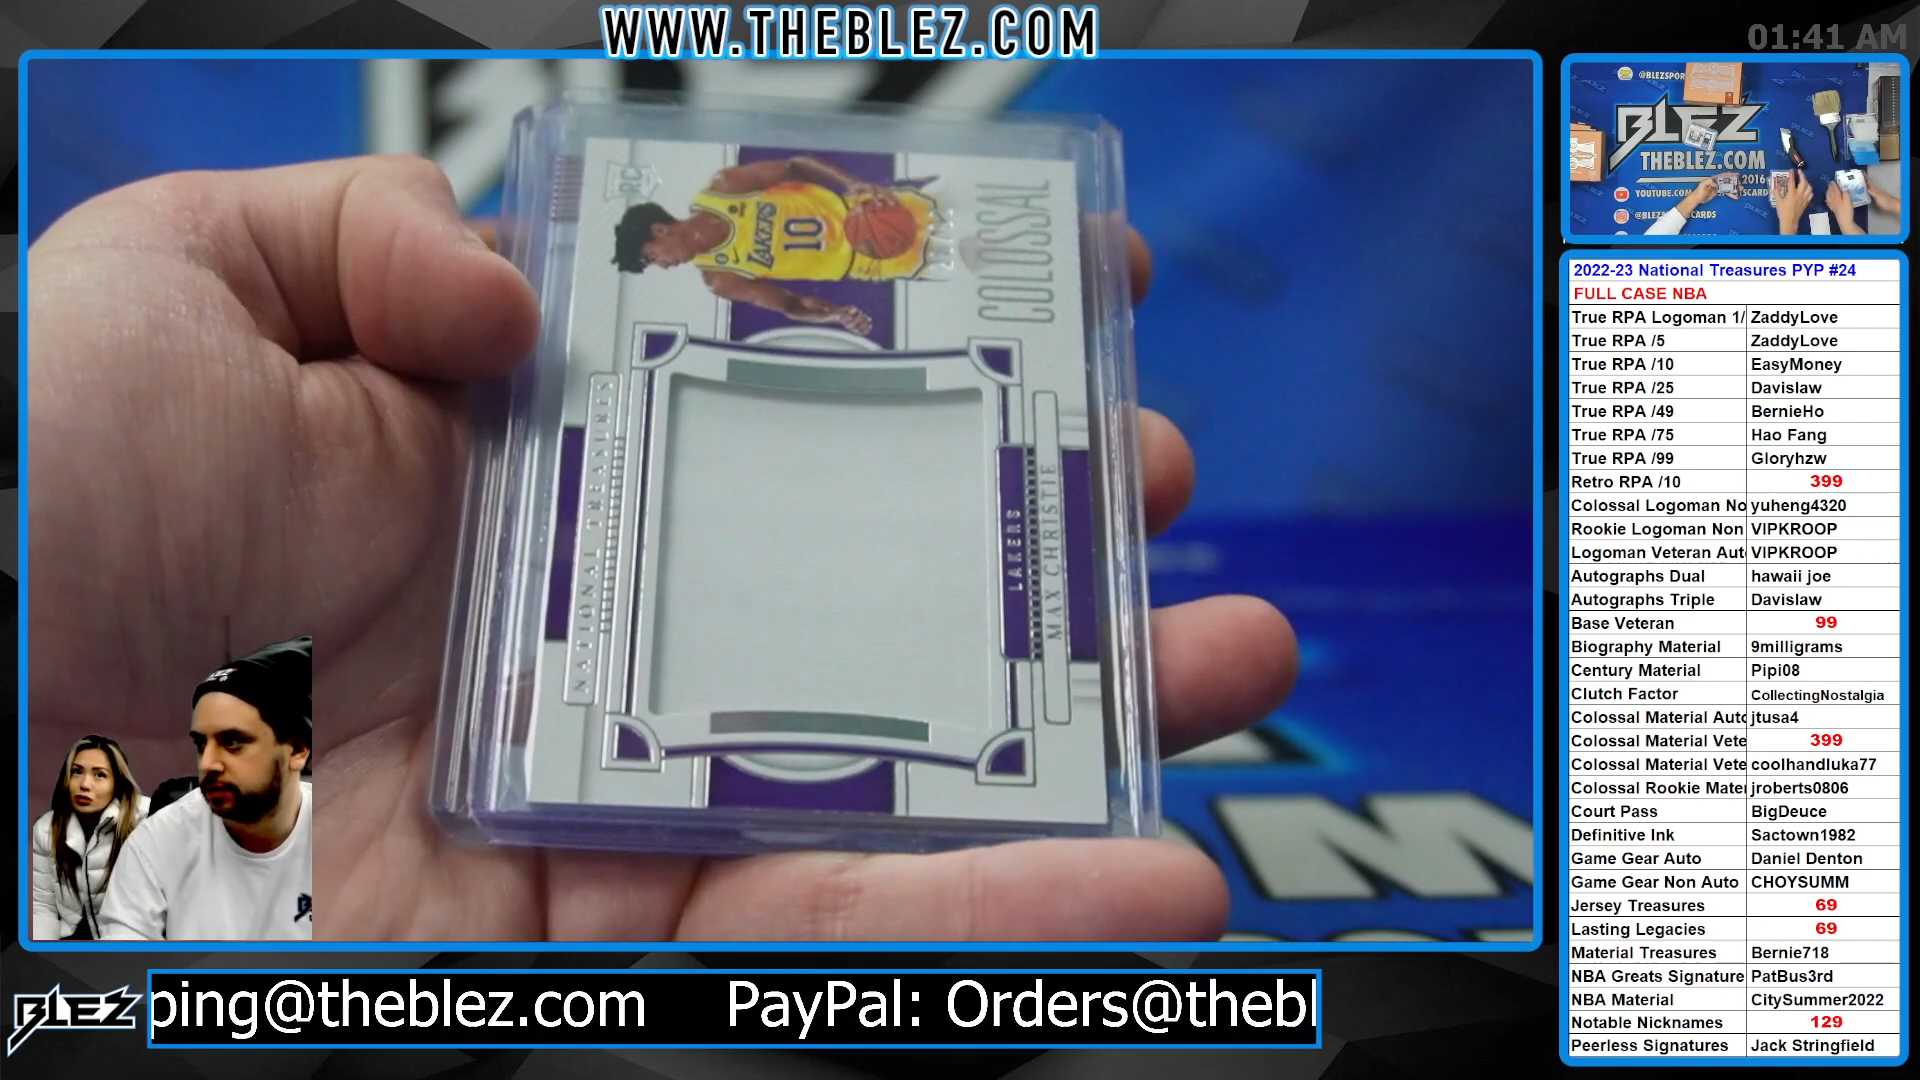 WWW.THEBLEZ.COM
01:41 AM
RC
COLOSSAL
LAKERS
10
NATIONAL TREASURES
LAKERS
MAX CHRISTIE
BLEZ
THEBLEZ.COM
2016
2022-23 National Treasures PYP #24
FULL CASE NBA
True RPA Logoman 1/ ZaddyLove
True RPA /5 ZaddyLove
True RPA /10 EasyMoney
True RPA /25 Davislaw
True RPA /49 BernieHo
True RPA /75 Hao Fang
True RPA /99 Gloryhzw
Retro RPA /10 399
Colossal Logoman No yuheng4320
Rookie Logoman Non VIPKROOP
Logoman Veteran Aut VIPKROOP
Autographs Dual hawaii joe
Autographs Triple Davislaw
Base Veteran 99
Biography Material 9milligrams
Century Material Pipi08
Clutch Factor CollectingNostalgia
Colossal Material Auto jtusa4
Colossal Material Vete 399
Colossal Material Vete coolhandluka77
Colossal Rookie Mater jroberts0806
Court Pass BigDeuce
Definitive Ink Sactown1982
Game Gear Auto Daniel Denton
Game Gear Non Auto CHOYSUMM
Jersey Treasures 69
Lasting Legacies 69
Material Treasures Bernie718
NBA Greats Signature PatBus3rd
NBA Material CitySummer2022
Notable Nicknames 129
Peerless Signatures Jack Stringfield
BLEZ
ping@theblez.com PayPal: Orders@thebl